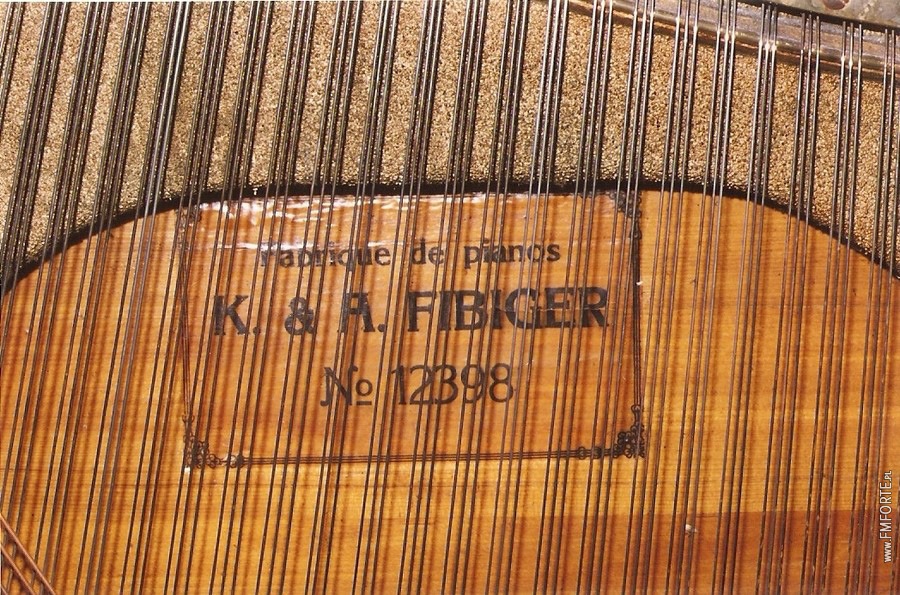 Fabrique de pianos
K. & A. FIBIGER
No 12398
www.FMFORTE.PL